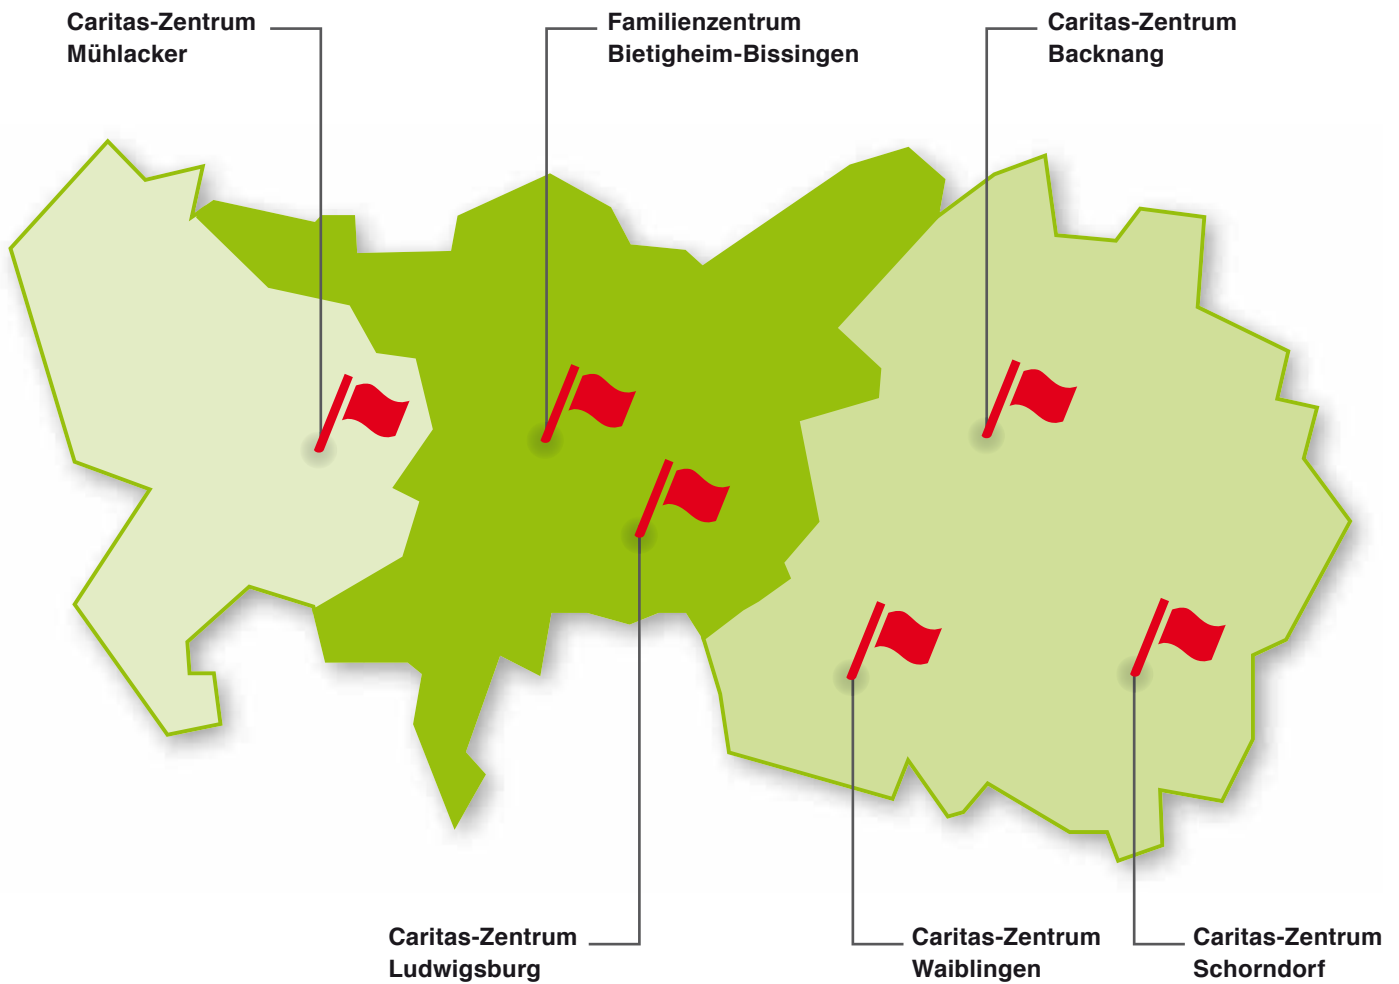 Caritas-Zentrum
Mühlacker
Familienzentrum
Bietigheim-Bissingen
Caritas-Zentrum
Backnang
Caritas-Zentrum
Ludwigsburg
Caritas-Zentrum
Waiblingen
Caritas-Zentrum
Schorndorf